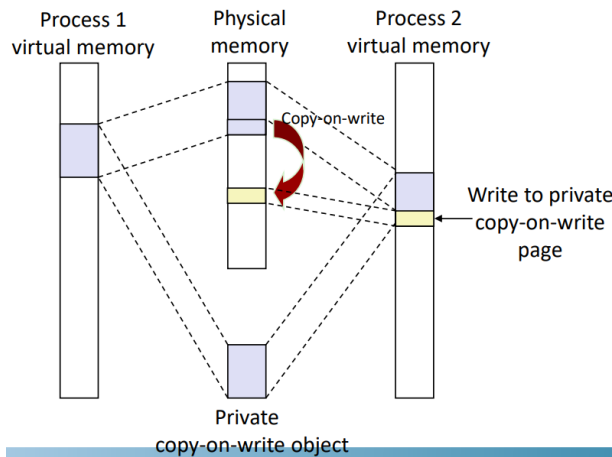 Process 1
virtual memory
Physical
memory
Process 2
virtual memory
Copy-on-write
Write to private
copy-on-write
page
Private
copy-on-write object